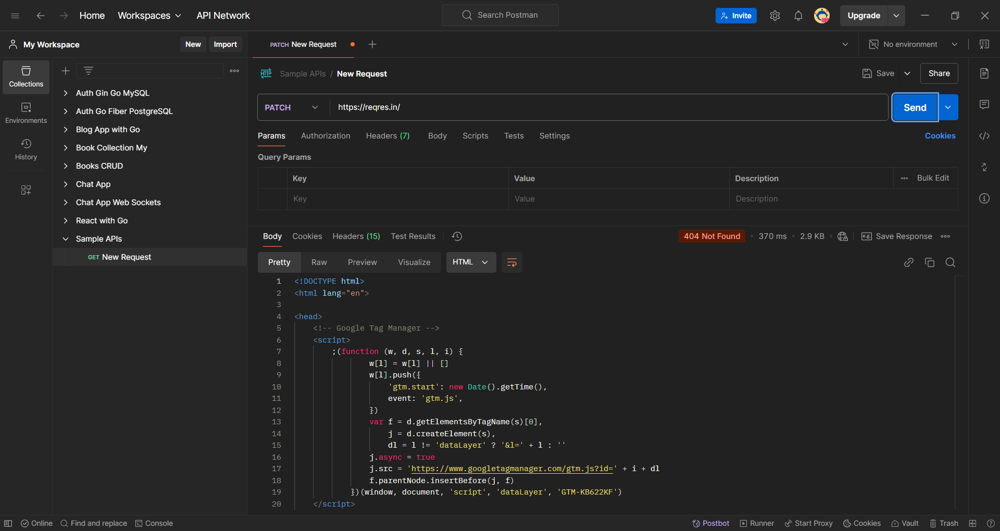 Home
Workspaces
API Network
Search Postman
Invite
Upgrade
My Workspace
New
Import
PATCH New Request
No environment
Collections
Environments
History
Auth Gin Go MySQL
Auth Go Fiber PostgreSQL
Blog App with Go
Book Collection My
Books CRUD
Chat App
Chat App Web Sockets
React with Go
Sample APIs
GET New Request
HTTP
Sample APIs / New Request
Save
Share
PATCH
https://reqres.in/
Send
Params
Authorization
Headers (7)
Body
Scripts
Tests
Settings
Cookies
Query Params
Key
Value
Description
Bulk Edit
Key
Value
Description
Body
Cookies
Headers (15)
Test Results
404 Not Found
370 ms
2.9 KB
e.g.
Save Response
Pretty
Raw
Preview
Visualize
HTML
1 <!DOCTYPE html>
2 <html lang="en">
3
4 <head>
5 <!-- Google Tag Manager -->
6 <script>
7 ;(function (w, d, s, l, i) {
8 w[l] = w[l] || []
9 w[l].push({
10 'gtm.start': new Date().getTime(),
11 event: 'gtm.js',
12 })
13 var f = d.getElementsByTagName(s)[0],
14 j = d.createElement(s),
15 dl = l != 'dataLayer' ? '&l=' + l : ''
16 j.async = true
17 j.src = 'https://www.googletagmanager.com/gtm.js?id=' + i + dl
18 f.parentNode.insertBefore(j, f)
19 })(window, document, 'script', 'dataLayer', 'GTM-KB622KF')
20 </script>
Online
Find and replace
Console
Postbot
Runner
Start Proxy
Cookies
Vault
Trash